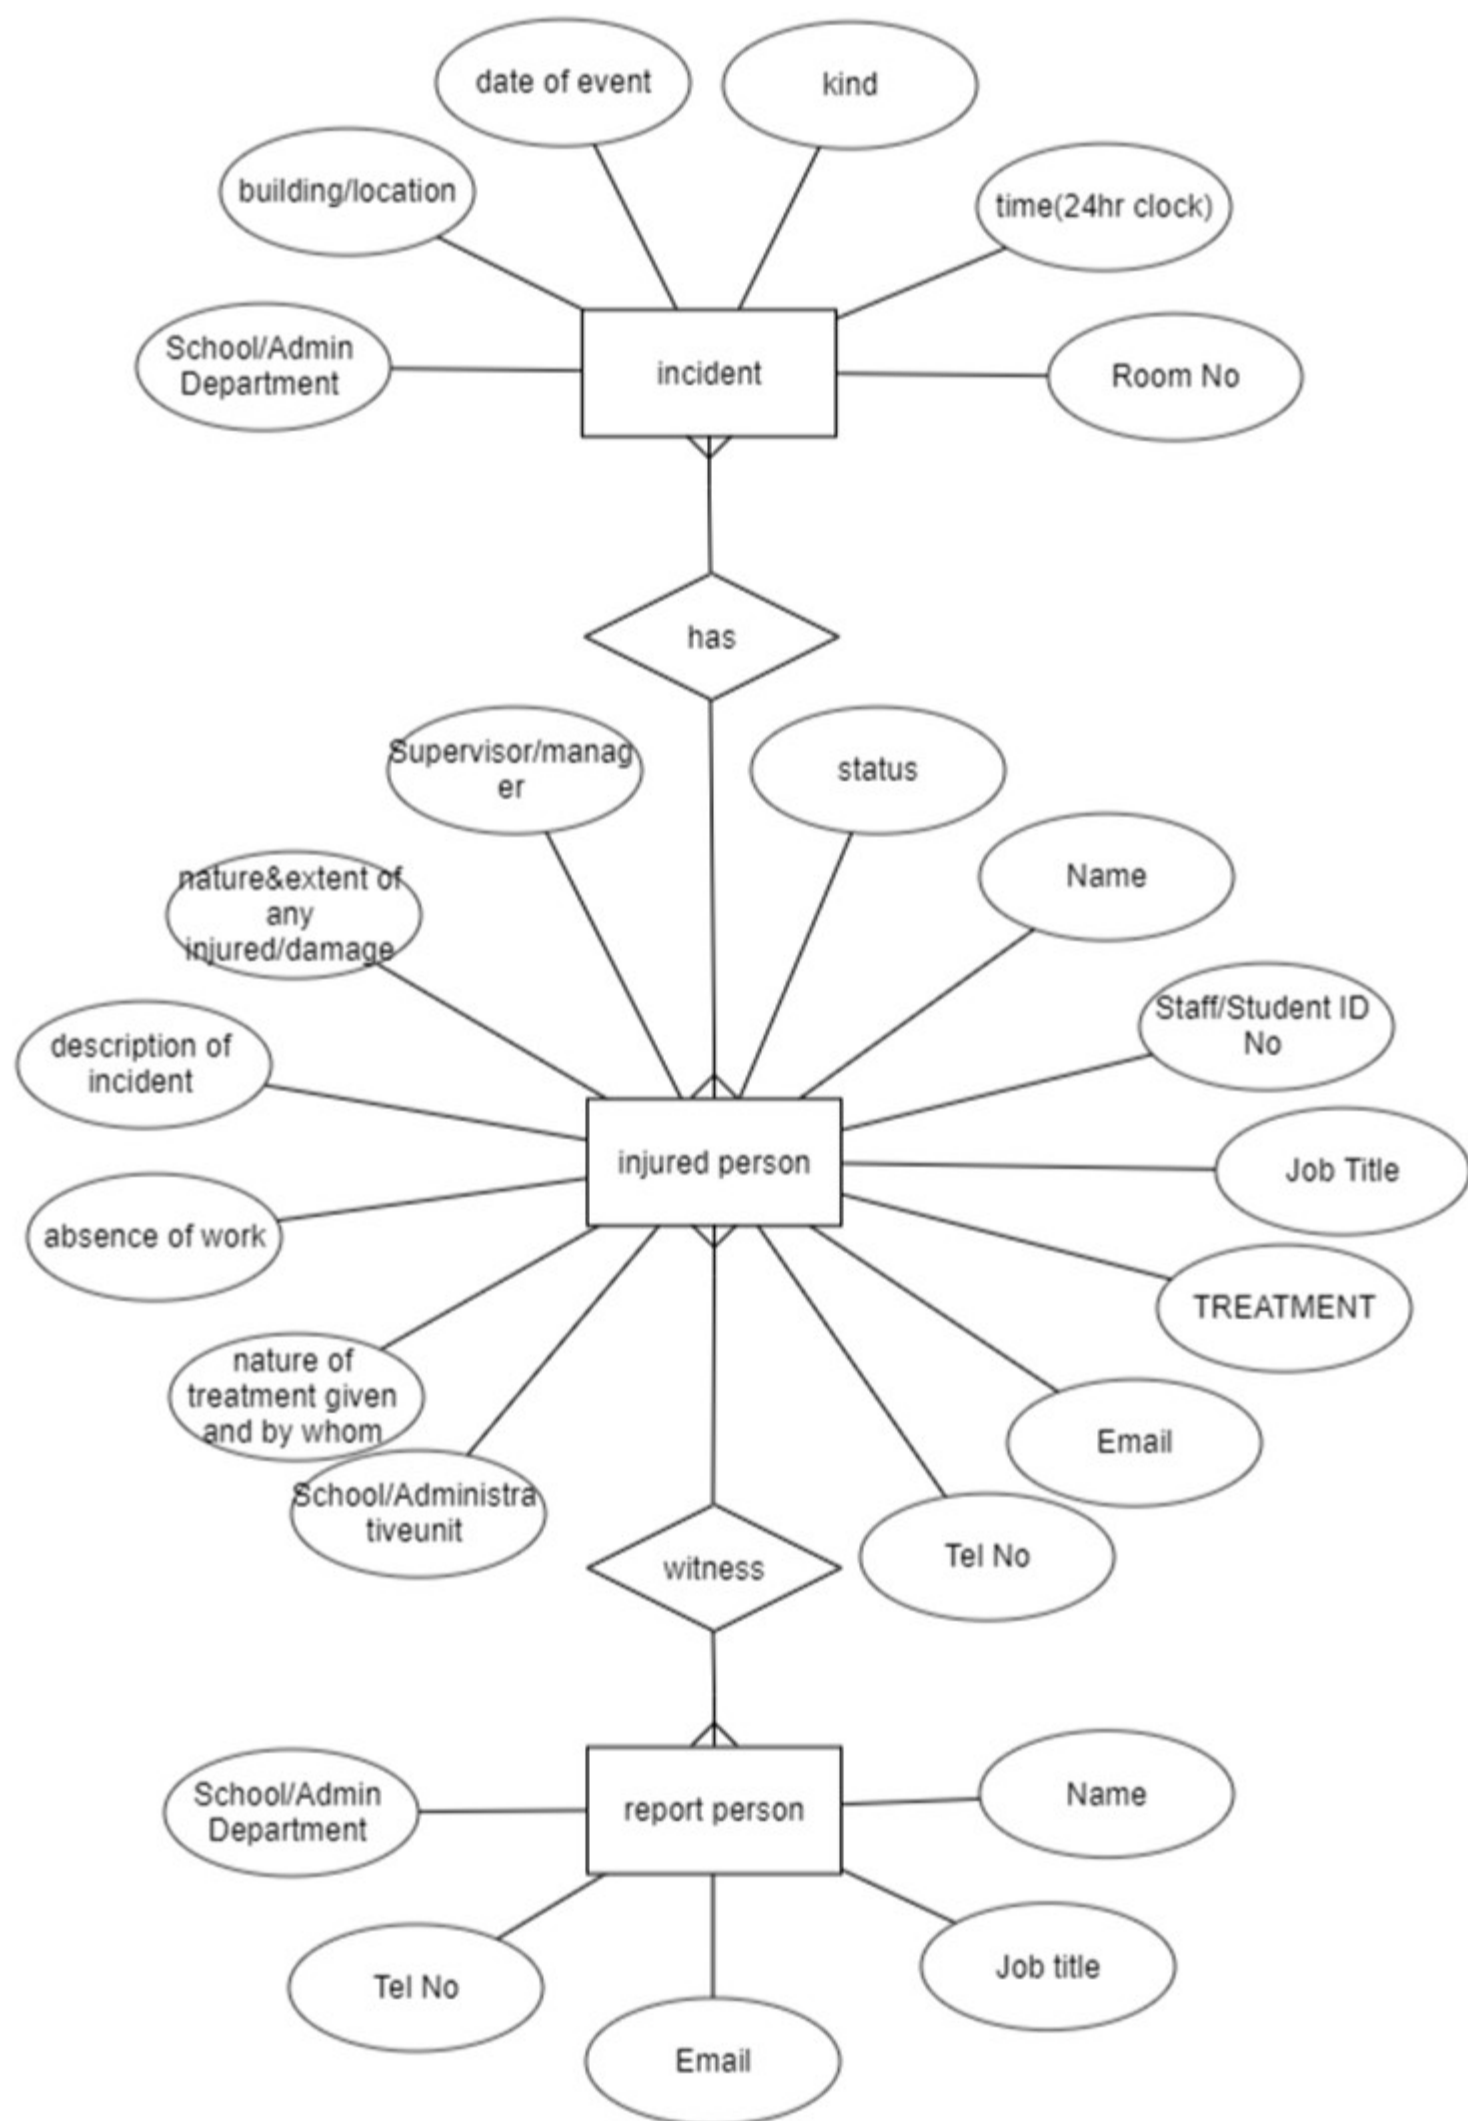 date of event
kind
building/location
time(24hr clock)
School/Admin
Department
incident
Room No
has
Supervisor/manag
er
status
nature&extent of
any
injured/damage
Name
description of
incident
Staff/Student ID
No
injured person
Job Title
absence of work
TREATMENT
nature of
treatment given
and by whom
Email
School/Administra
tiveunit
witness
Tel No
School/Admin
Department
report person
Name
Tel No
Job title
Email